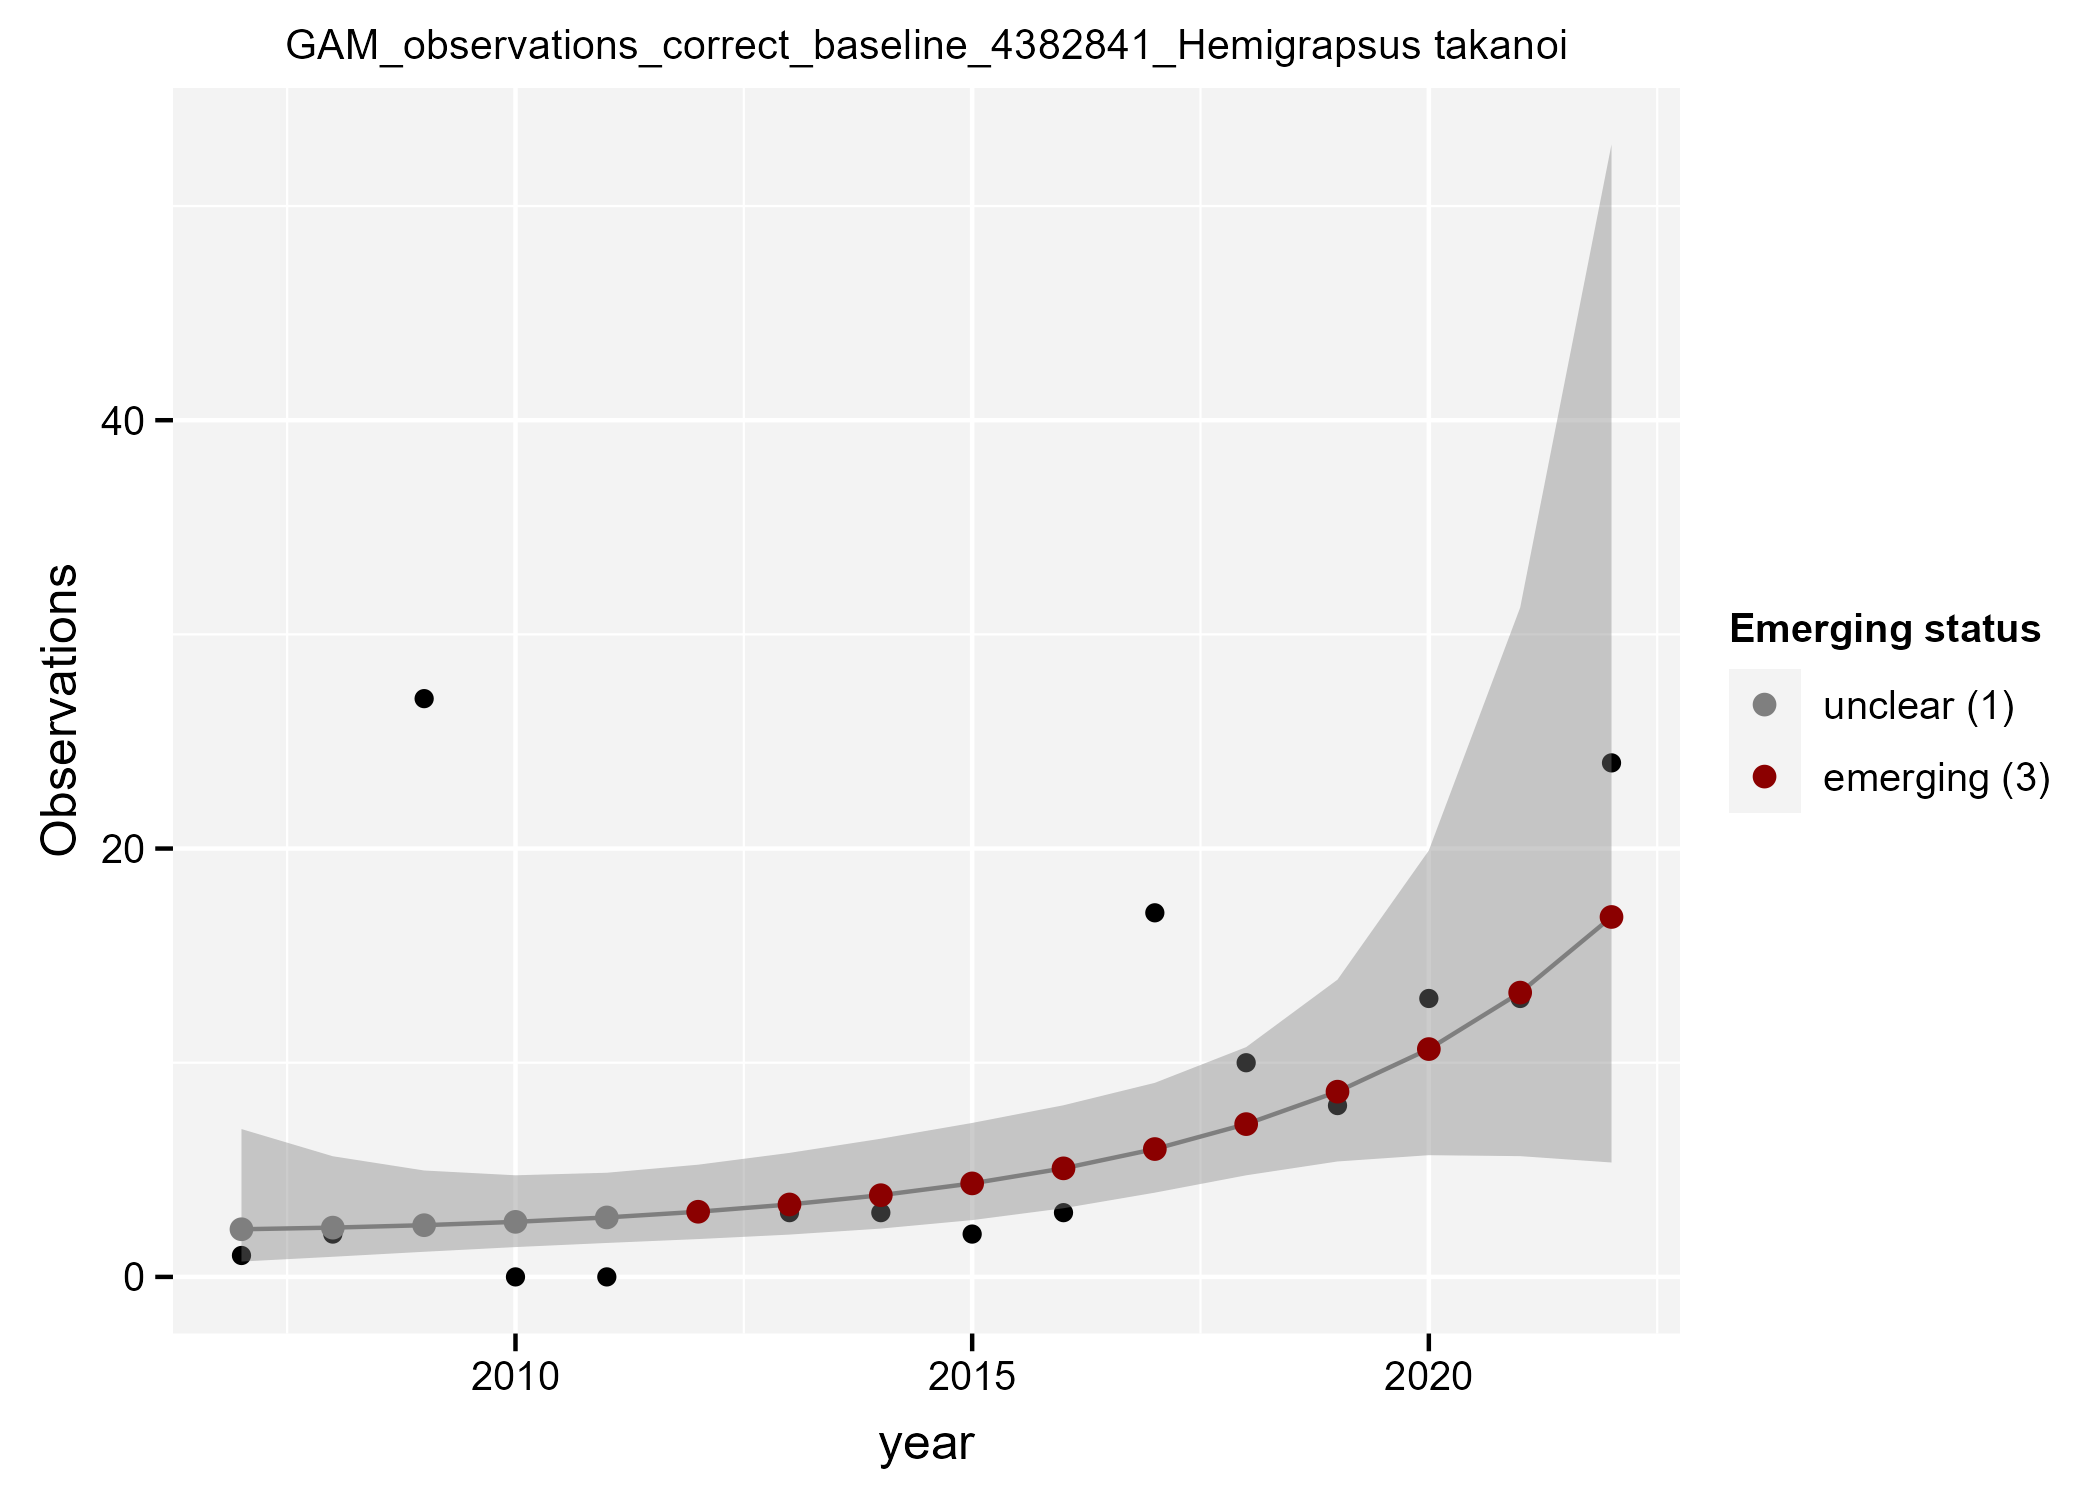 GAM_observations_correct_baseline_4382841_Hemigrapsus takanoi
Observations
40
20
0
2010
2015
2020
year
Emerging status
unclear (1)
emerging (3)